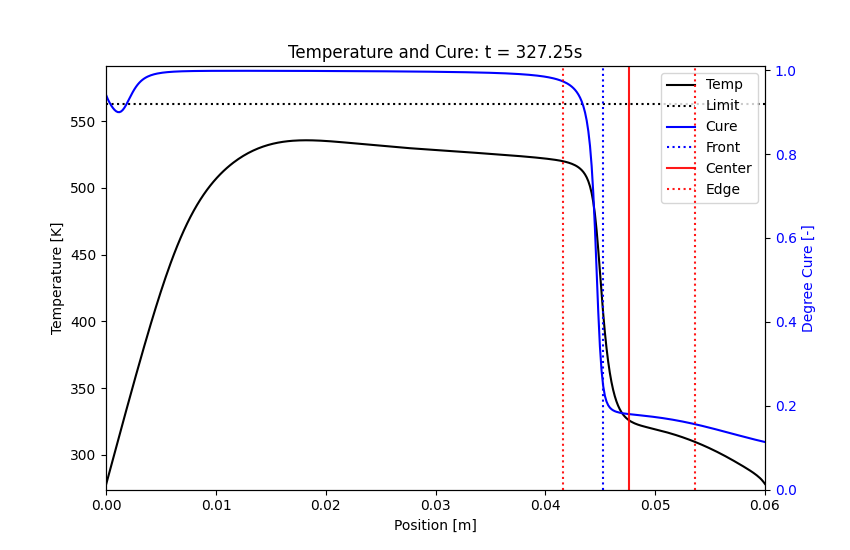 Temperature and Cure: t = 327.25s
Temp
Limit
Cure
Front
Center
Edge
550
500
450
400
350
300
Temperature [K]
1.0
0.8
0.6
0.4
0.2
0.0
Degree Cure [-]
0.00 0.01 0.02 0.03 0.04 0.05 0.06
Position [m]